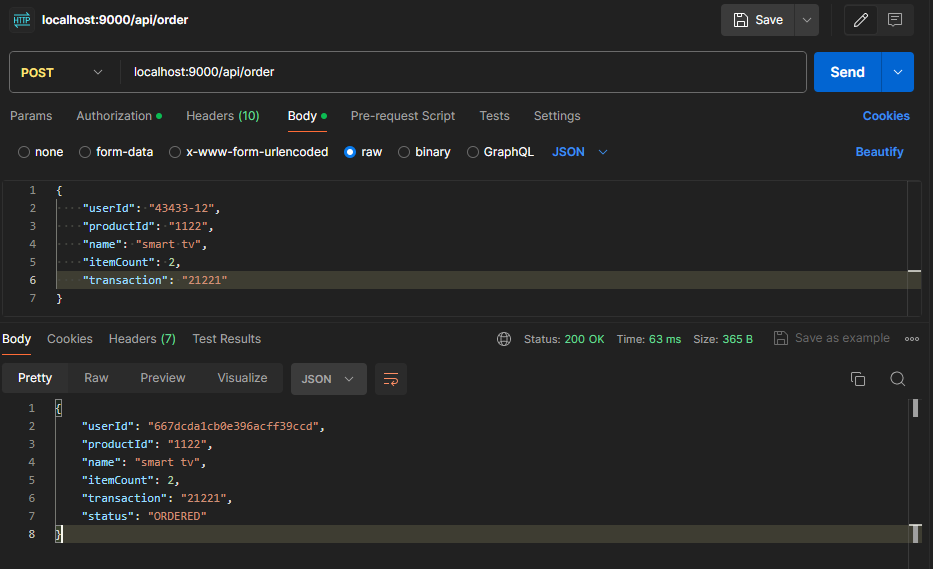 HTTP localhost:9000/api/order Save
POST localhost:9000/api/order Send
Params Authorization Headers (10) Body Pre-request Script Tests Settings Cookies
none form-data x-www-form-urlencoded raw binary GraphQL JSON Beautify
1 {
2 "userId": "43433-12",
3 "productId": "1122",
4 "name": "smart tv",
5 "itemCount": 2,
6 "transaction": "21221"
7 }
Body Cookies Headers (7) Test Results Status: 200 OK Time: 63 ms Size: 365 B Save as example
Pretty Raw Preview Visualize JSON
1 {
2 "userId": "667dcda1cb0e396acff39ccd",
3 "productId": "1122",
4 "name": "smart tv",
5 "itemCount": 2,
6 "transaction": "21221",
7 "status": "ORDERED"
8 }